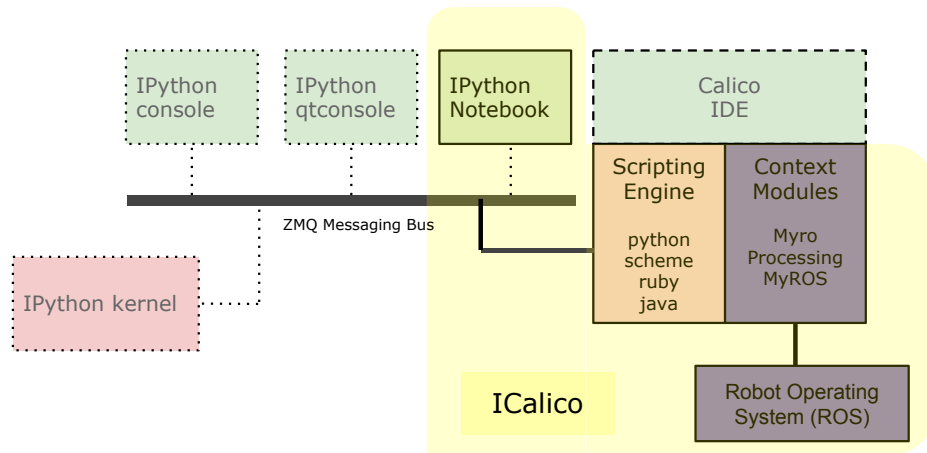 IPython
console
IPython
qtconsole
IPython
Notebook
Calico
IDE
Scripting
Engine
python
scheme
ruby
java
Context
Modules
Myro
Processing
MyROS
ZMQ Messaging Bus
IPython kernel
ICalico
Robot Operating
System (ROS)